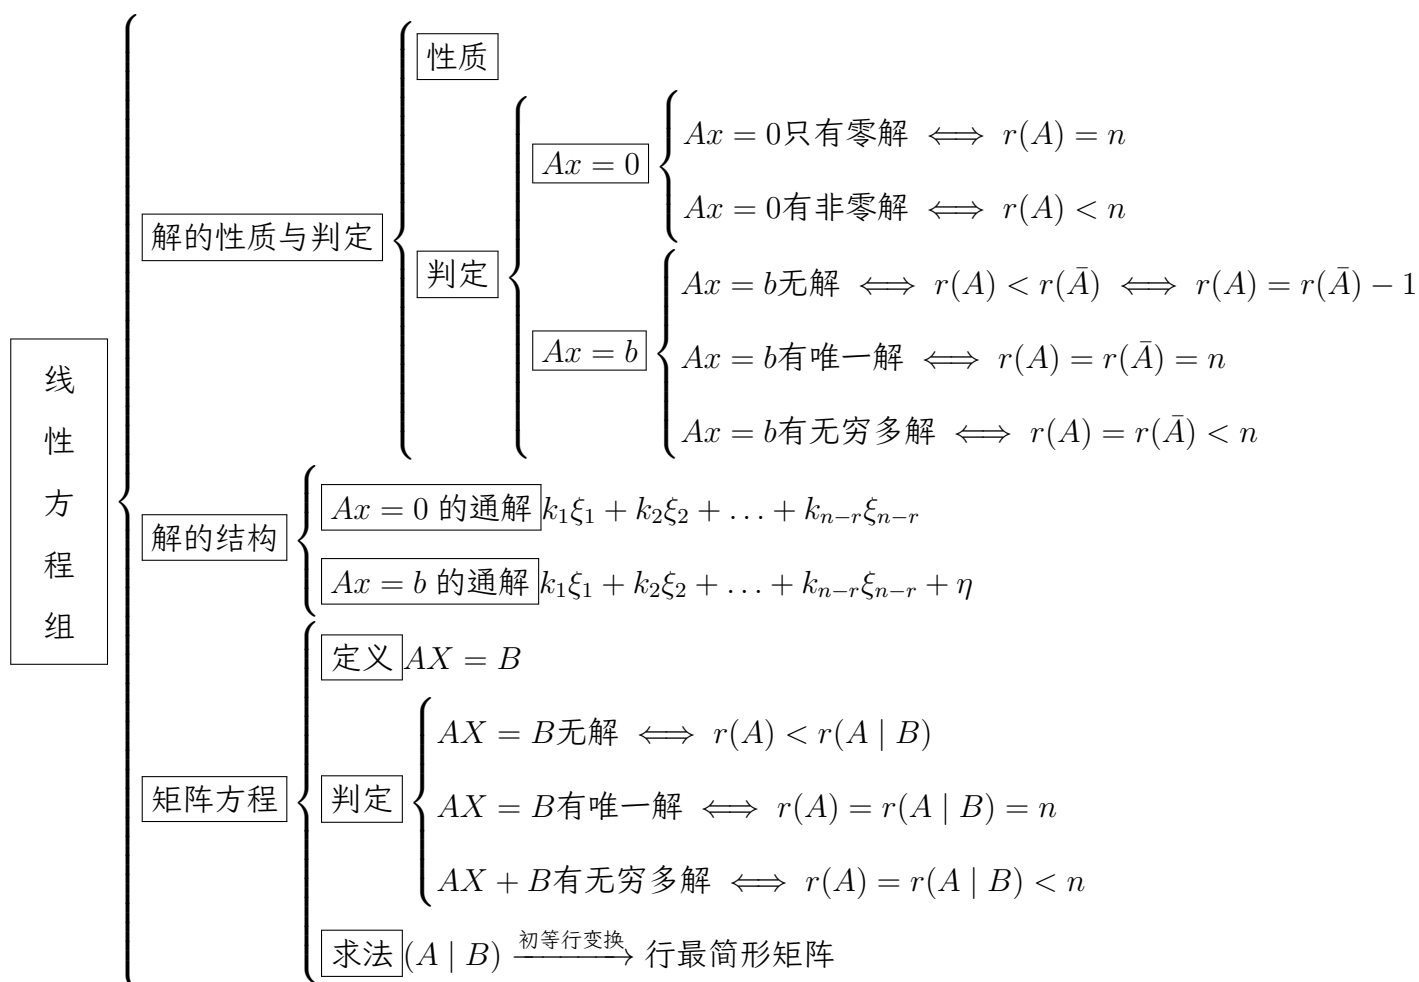 线性方程组
解的性质与判定
性质
判定
Ax = 0
Ax = 0只有零解 ⟺ r(A) = n
Ax = 0有非零解 ⟺ r(A) < n
Ax = b
Ax = b无解 ⟺ r(A) < r(Ā) ⟺ r(A) = r(Ā) − 1
Ax = b有唯一解 ⟺ r(A) = r(Ā) = n
Ax = b有无穷多解 ⟺ r(A) = r(Ā) < n
解的结构
Ax = 0 的通解 k₁ξ₁ + k₂ξ₂ + … + kₙ₋ᵣξₙ₋ᵣ
Ax = b 的通解 k₁ξ₁ + k₂ξ₂ + … + kₙ₋ᵣξₙ₋ᵣ + η
矩阵方程
定义 AX = B
判定
AX = B无解 ⟺ r(A) < r(A | B)
AX = B有唯一解 ⟺ r(A) = r(A | B) = n
AX + B有无穷多解 ⟺ r(A) = r(A | B) < n
求法 (A | B) 初等行变换→ 行最简形矩阵